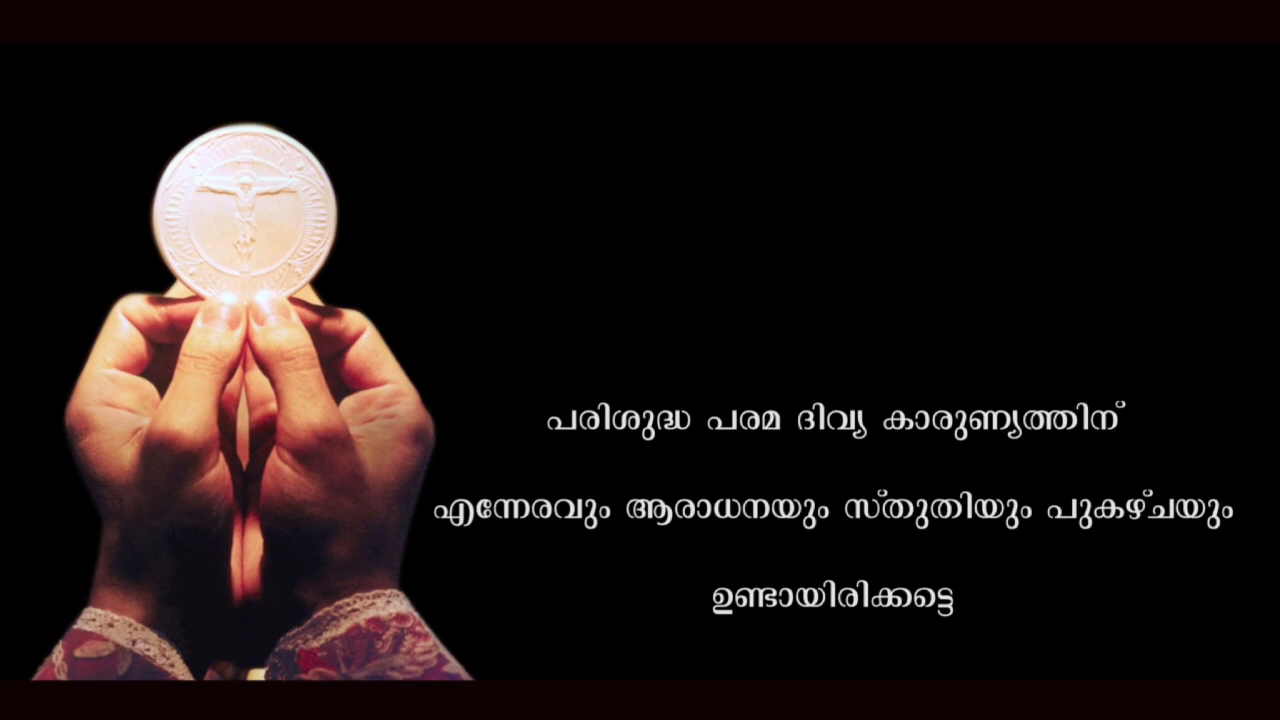 പരിശുദ്ധ പരമ ദിവ്യ കാരുണ്യത്തിന്
എന്നേരവും ആരാധനയും സ്തുതിയും പുകഴ്ചയും
ഉണ്ടായിരിക്കട്ടെ